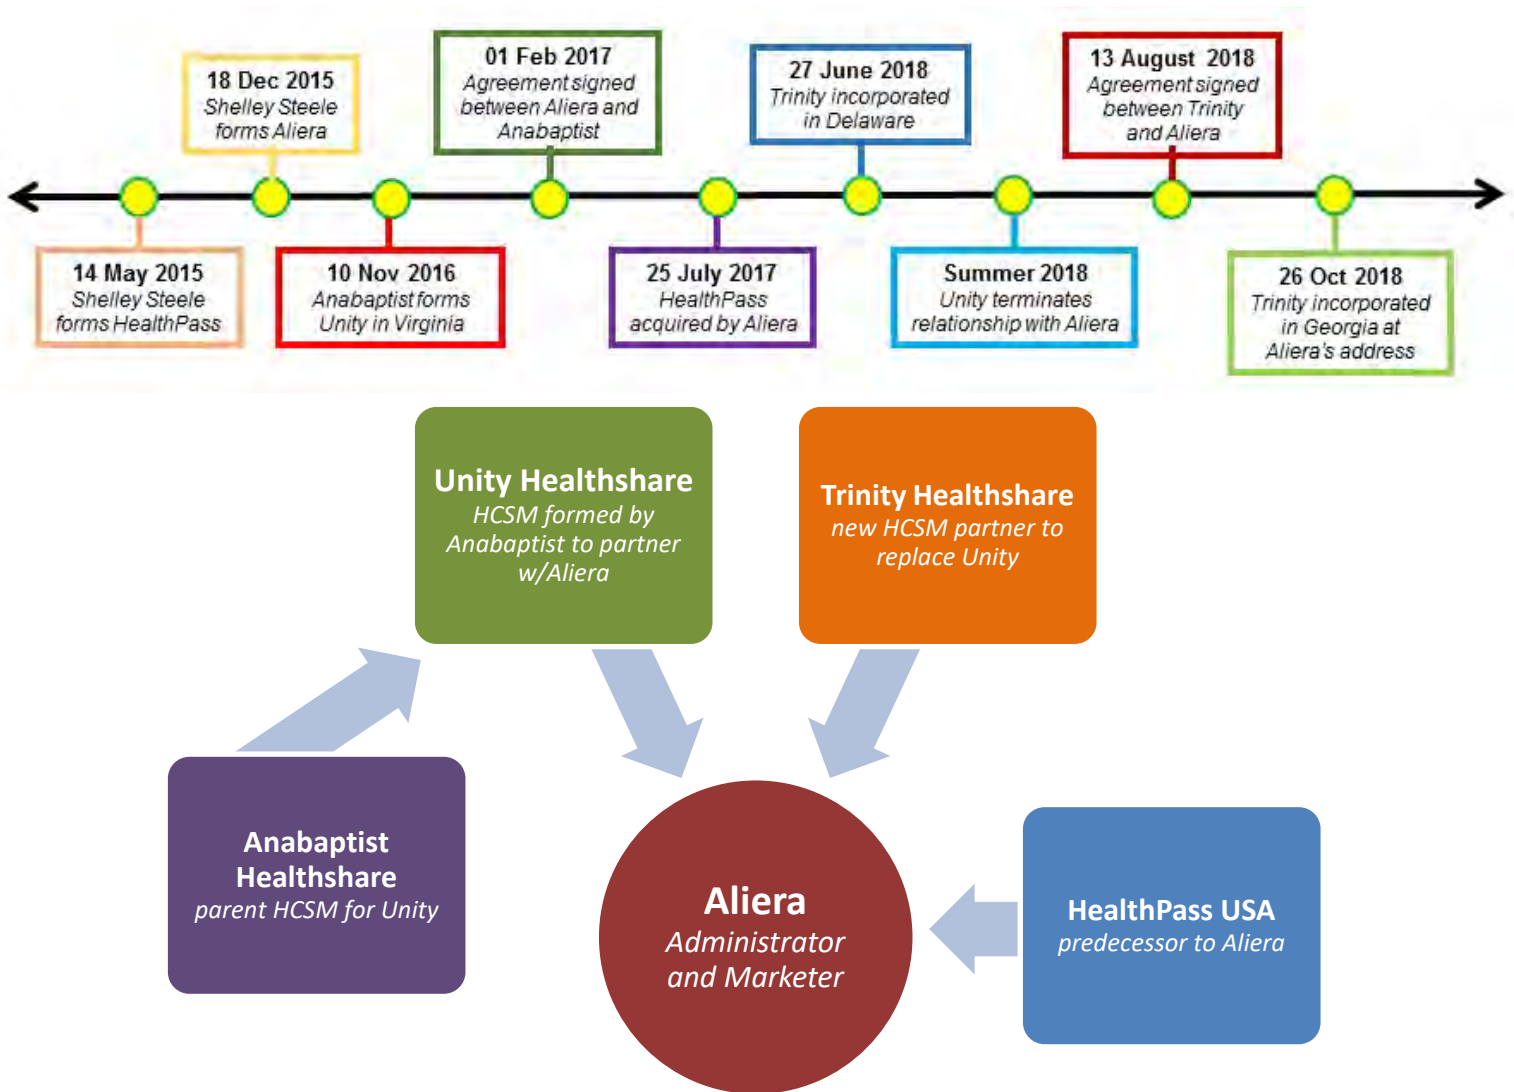 18 Dec 2015
Shelley Steele
forms Aliera
01 Feb 2017
Agreement signed
between Aliera and
Anabaptist
27 June 2018
Trinity incorporated
in Delaware
13 August 2018
Agreement signed
between Trinity
and Aliera
14 May 2015
Shelley Steele
forms HealthPass
10 Nov 2016
Anabaptist forms
Unity in Virginia
25 July 2017
HealthPass
acquired by Aliera
Summer 2018
Unity terminates
relationship with Aliera
26 Oct 2018
Trinity incorporated
in Georgia at
Aliera's address
Unity Healthshare
HCSM formed by
Anabaptist to partner
w/Aliera
Trinity Healthshare
new HCSM partner to
replace Unity
Anabaptist
Healthshare
parent HCSM for Unity
Aliera
Administrator
and Marketer
HealthPass USA
predecessor to Aliera